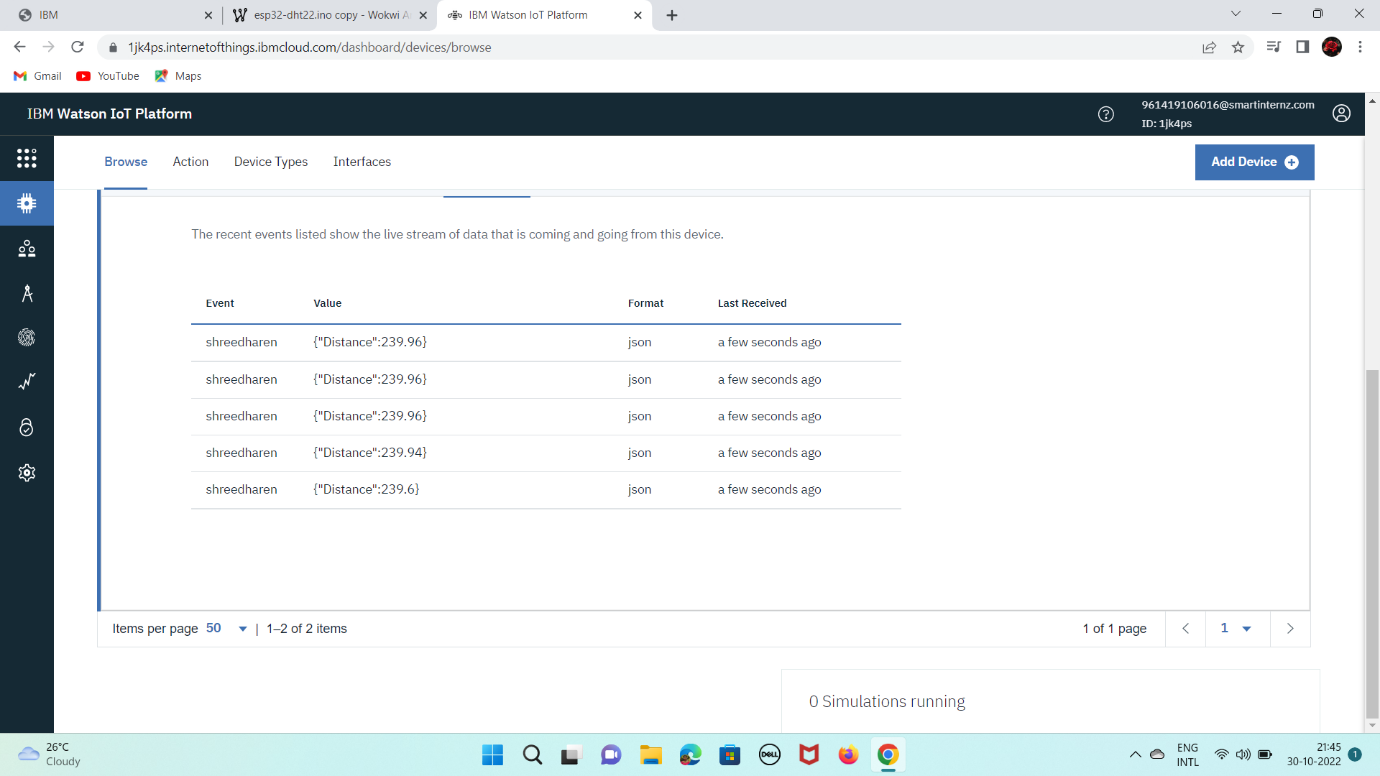 IBM
esp32-dht22.ino copy - Wokwi A
IBM Watson IoT Platform
1jk4ps.internetofthings.ibmcloud.com/dashboard/devices/browse
Gmail YouTube Maps
IBM Watson IoT Platform
961419106016@smartinternz.com
ID: 1jk4ps
Browse Action Device Types Interfaces
Add Device
The recent events listed show the live stream of data that is coming and going from this device.
Event Value Format Last Received
shreedharen {"Distance":239.96} json a few seconds ago
shreedharen {"Distance":239.96} json a few seconds ago
shreedharen {"Distance":239.96} json a few seconds ago
shreedharen {"Distance":239.94} json a few seconds ago
shreedharen {"Distance":239.6} json a few seconds ago
Items per page 50 | 1–2 of 2 items
1 of 1 page
1
0 Simulations running
26°C
Cloudy
DELL
ENG
INTL
21:45
30-10-2022
1